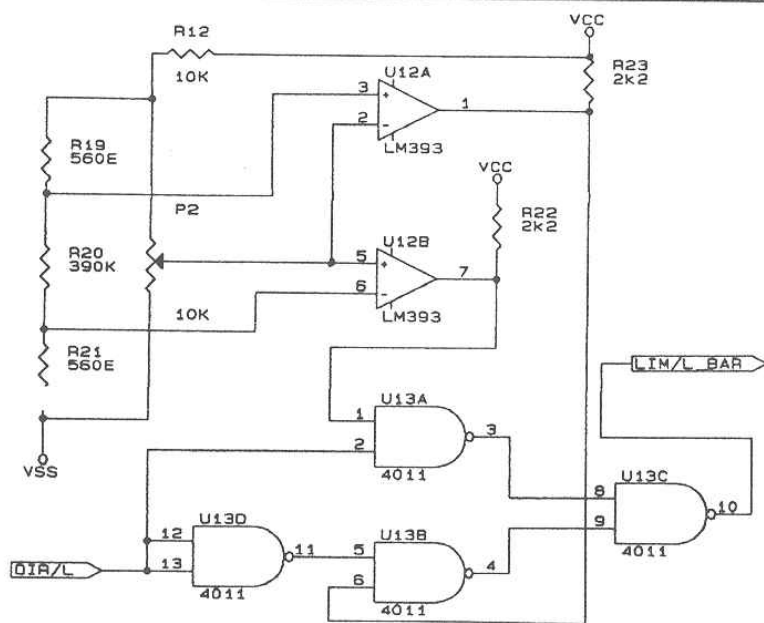 VCC
R12
10K
R23
2K2
U12A
3
+
2
-
1
LM393
R19
560E
VCC
P2
R22
2K2
R20
390K
U12B
5
+
6
-
7
LM393
10K
R21
560E
LIM/L_BAR
U13A
1
2
3
4011
VSS
U13C
8
9
10
4011
U13D
12
13
11
4011
U13B
5
6
4
4011
DIR/L